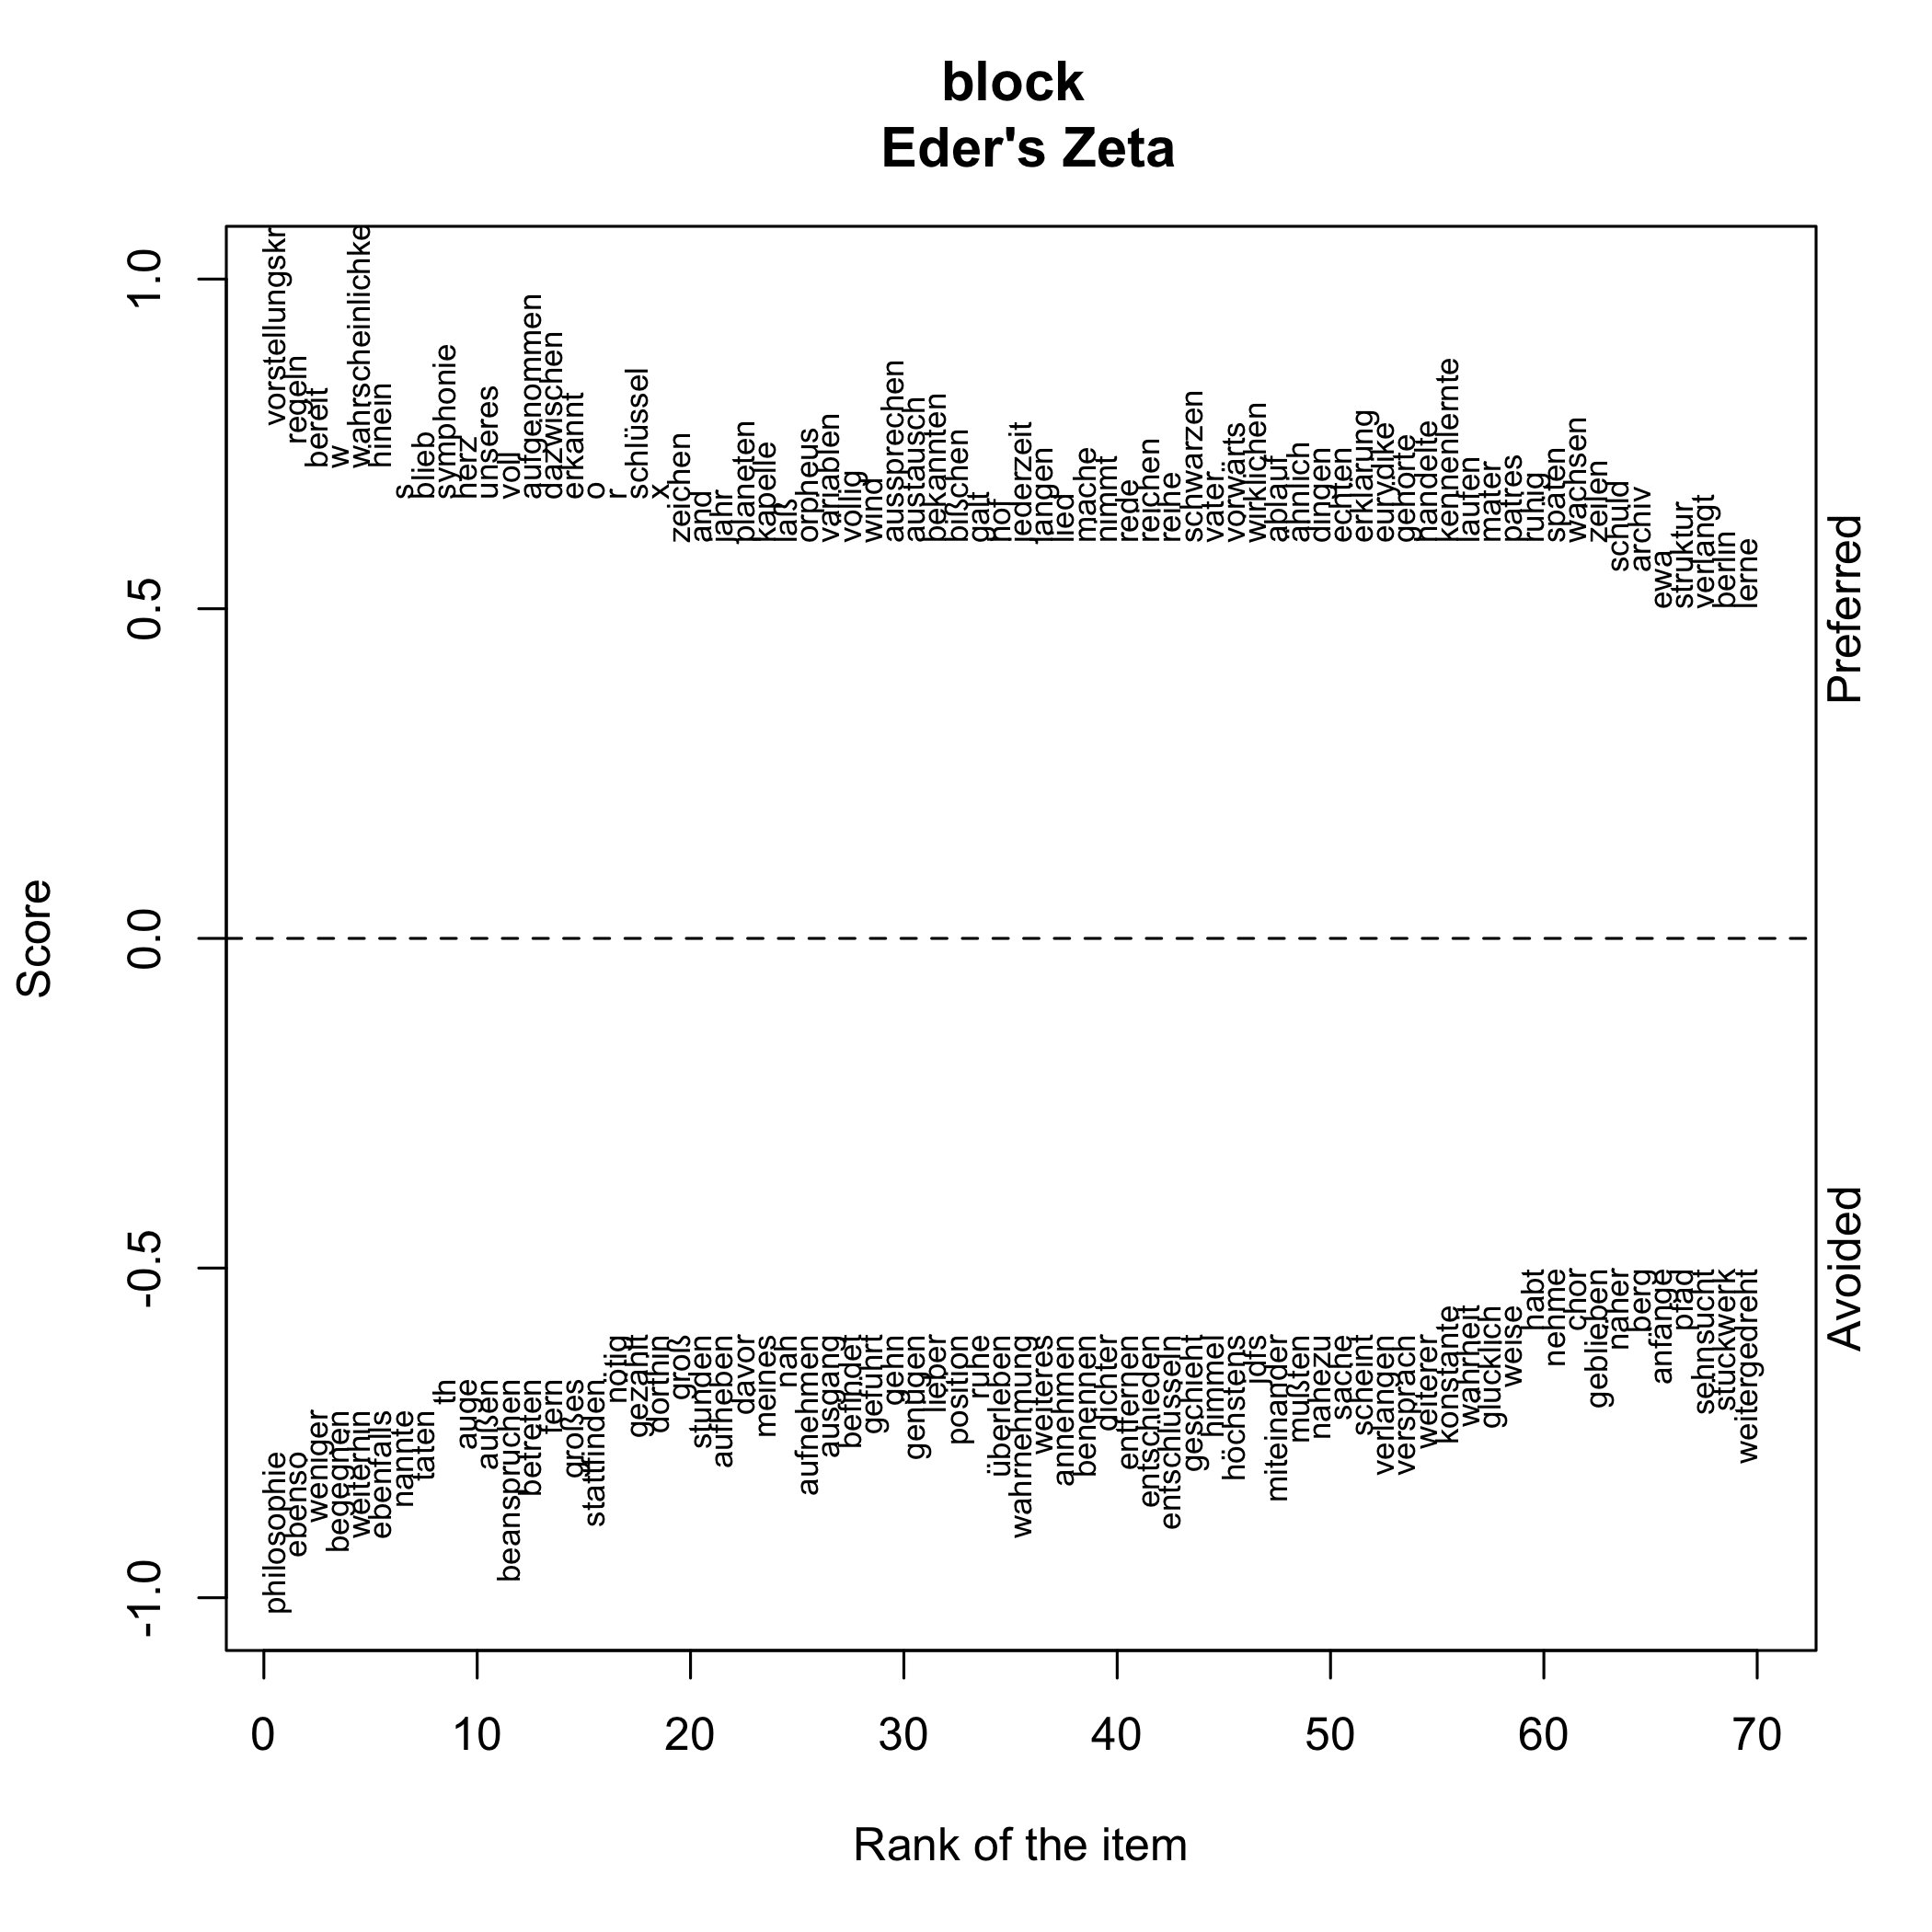 block
Eder's Zeta
Score
1.0
0.5
0.0
-0.5
-1.0
Preferred
Avoided
vorstellungskr
regeln
bereit
w
wahrscheinlichke
hinein
s
blieb
symphonie
herz
unseres
voll
aufgenommen
dazwischen
erkannt
o
r
schlüssel
x
zeichen
and
jahr
planeten
kapelle
laß
orpheus
variablen
völlig
wind
aussprechen
austausch
bekannten
bißchen
galt
hof
jederzeit
jangen
lied
mache
nimmt
rede
reichen
reihe
schwarzen
vater
vorwärts
wirklichen
ablauf
ähnlich
dingen
echten
erklärung
eurydike
gehörte
handelte
kennenlernte
laufen
mater
patres
ruhig
späten
wachsen
zeilen
schuld
archiv
ewa
struktur
verlangt
berlin
lerne
philosophie
ebenso
weniger
begegnen
weiterhin
ebenfalls
nannte
taten
th
auge
außen
beanspruchen
betreten
fern
großes
stattfinden
nötig
gezählt
dorthin
groß
stunden
aufheben
davor
meines
nah
aufnehmen
ausgang
befindet
geführt
gehn
genügen
lieber
position
ruhe
überleben
wahrnehmung
weiteres
annehmen
benennen
dichter
entfernen
entschieden
entschlüsseln
geschieht
himmel
höchstens
jdfs
miteinander
mußten
nahezu
sache
scheint
verlangen
versprach
weiterer
konstante
wahrheit
glücklich
weise
habt
nehme
chor
geblieben
näher
berg
anfänge
pfad
sehnsucht
stückwerk
weitergedreht
0 10 20 30 40 50 60 70
Rank of the item